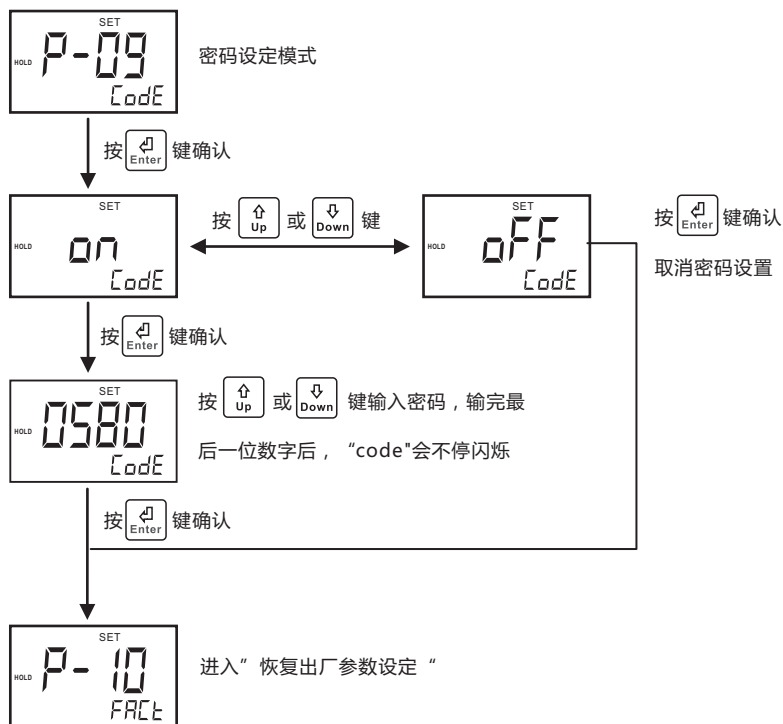 SET
HOLD P-09
CodE
密码设定模式
按 Enter 键确认
SET
HOLD on
CodE
按 Up 或 Down 键
SET
HOLD oFF
CodE
按 Enter 键确认
取消密码设置
按 Enter 键确认
SET
HOLD 0580
CodE
按 Up 或 Down 键输入密码，输完最
后一位数字后，“code"会不停闪烁
按 Enter 键确认
SET
HOLD P-10
FACt
进入”恢复出厂参数设定“